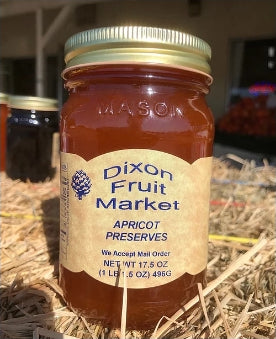 MASON
Dixon
Fruit
Market
APRICOT
PRESERVES
We Accept Mail Order
NET WT 17.5 OZ
(1 LB 1.5 OZ) 496G